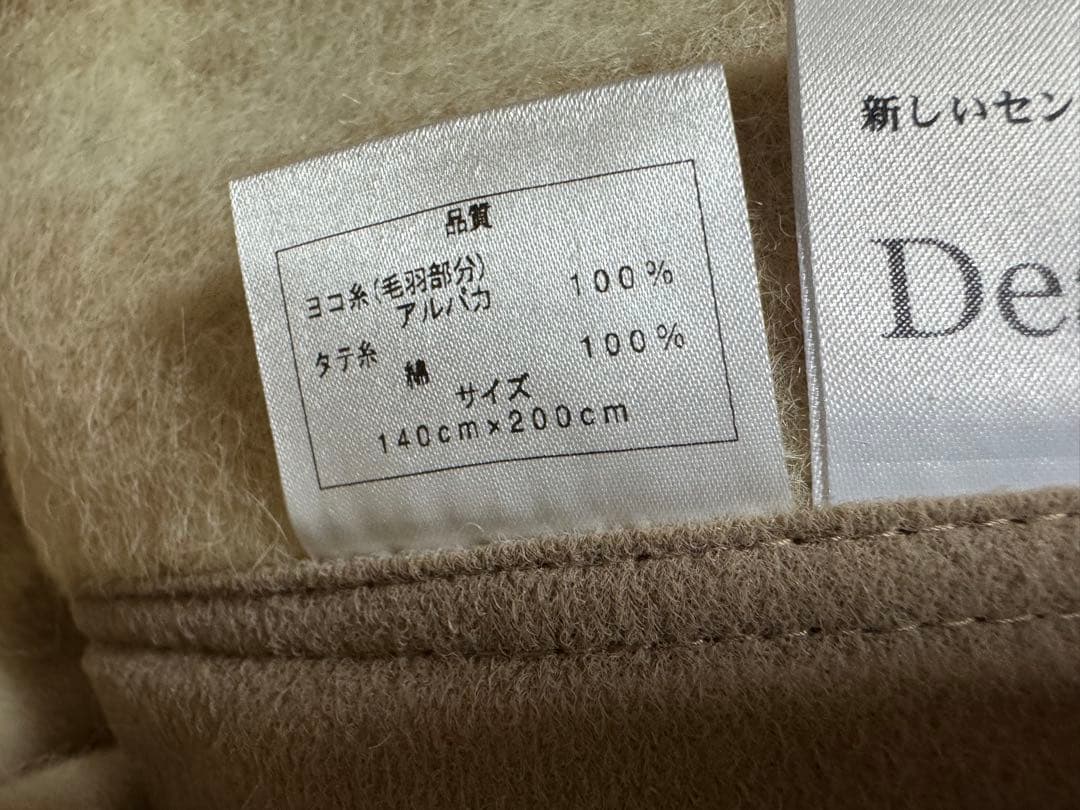 品質
ヨコ糸(毛羽部分)
アルパカ 100%
タテ糸
綿 100%
サイズ
140cm×200cm
新しいセン
De